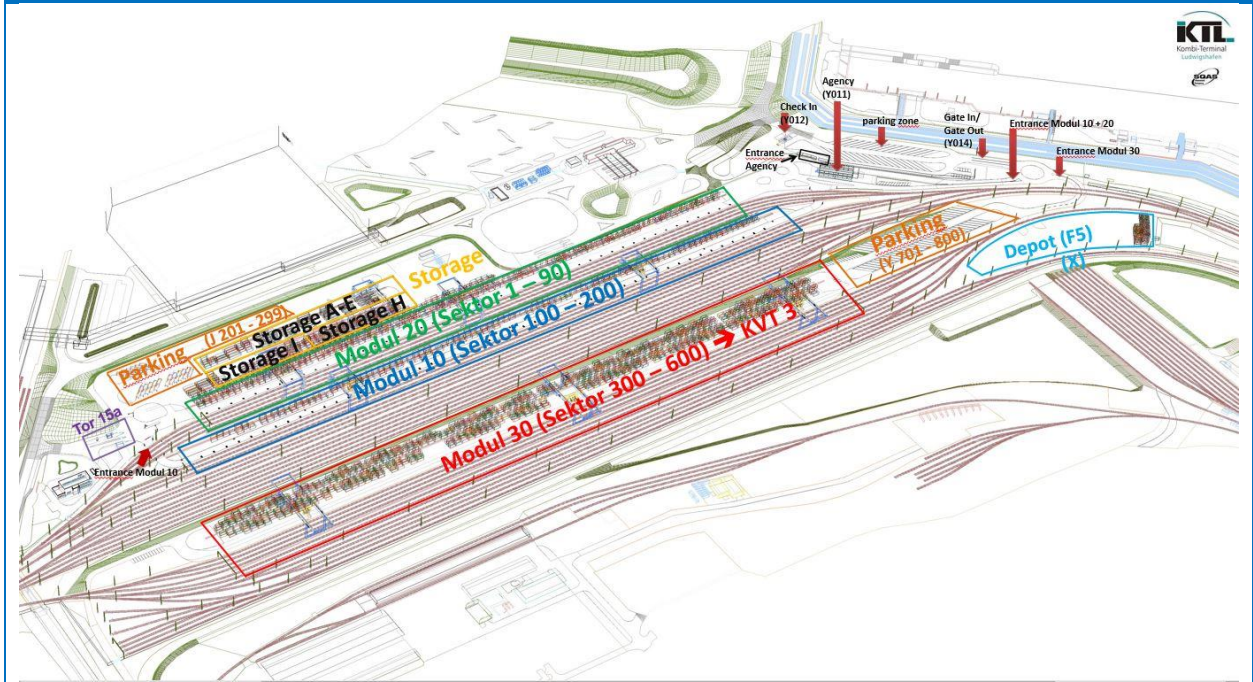 KTL
Kombi-Terminal
Ludwigshafen
SQAS
Agency
(Y011)
Check In
(Y012)
parking zone
Gate In/
Gate Out
(Y014)
Entrance Modul 10 + 20
Entrance Modul 30
Entrance
Agency
Parking
(Y 701 - 800)
Depot (F5)
(X)
Storage
Storage A-E
Storage H
Storage I
Parking
(J 201 - 299)
Modul 20 (Sektor 1 – 90)
Modul 10 (Sektor 100 – 200)
Modul 30 (Sektor 300 – 600) → KVT 3
Tor 15a
Entrance Modul 10